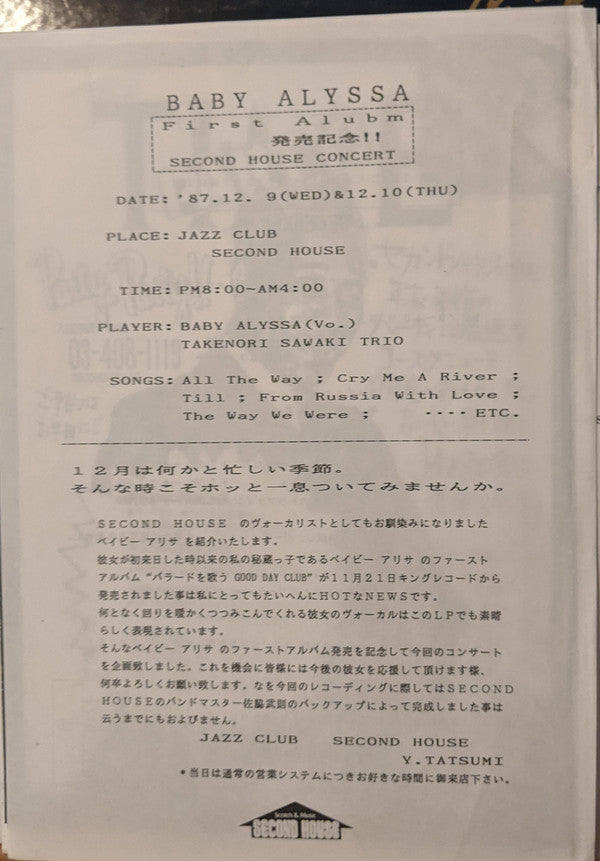 BABY ALYSSA
First Alubm
発売記念!!
SECOND HOUSE CONCERT
DATE: '87.12. 9(WED)&12.10(THU)
PLACE: JAZZ CLUB
SECOND HOUSE
TIME: PM8:00~AM4:00
PLAYER: BABY ALYSSA(Vo.)
TAKENORI SAWAKI TRIO
SONGS: All The Way ; Cry Me A River ;
Till ; From Russia With Love ;
The Way We Were ; ････ ETC.
12月は何かと忙しい季節。
そんな時こそホッと一息ついてみませんか。
SECOND HOUSE のヴォーカリストとしてもお馴染みになりました
ベイビー アリサ を紹介いたします。
彼女が初来日した時以来の私の秘蔵っ子であるベイビー アリサ のファースト
アルバム “バラードを歌う GOOD DAY CLUB” が11月21日キングレコードから
発売されました事は私にとってもたいへんにHOTなNEWSです。
何となく回りを暖かくつつみこんでくれる彼女のヴォーカルはこのLPでも素晴
らしく表現されています。
そんなベイビー アリサ のファーストアルバム発売を記念して今回のコンサート
を企画致しました。これを機会に皆様には今後の彼女を応援して頂けます様、
何卒よろしくお願い致します。なを今回のレコーディングに際してはSECOND
HOUSEのバンドマスター佐脇武則のバックアップによって完成しました事は
云うまでにもおよびません。
JAZZ CLUB SECOND HOUSE
Y.TATSUMI
*当日は通常の営業システムにつきお好きな時間に御来店下さい。
Scotch & Music
SECOND HOUSE